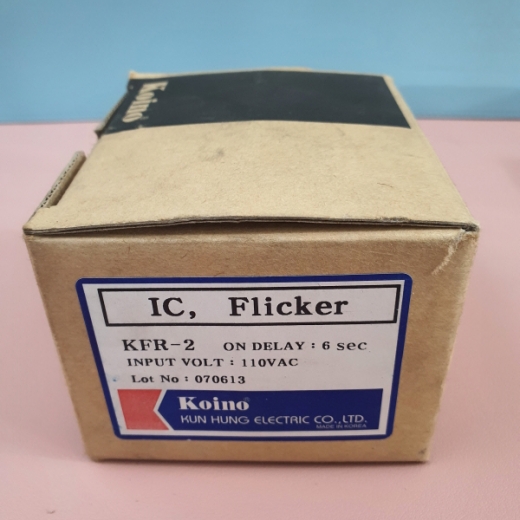 Koino
IC, Flicker
KFR-2 ON DELAY : 6 sec
INPUT VOLT : 110VAC
Lot No : 070613
Koino®
KUN HUNG ELECTRIC CO., LTD.
MADE IN KOREA